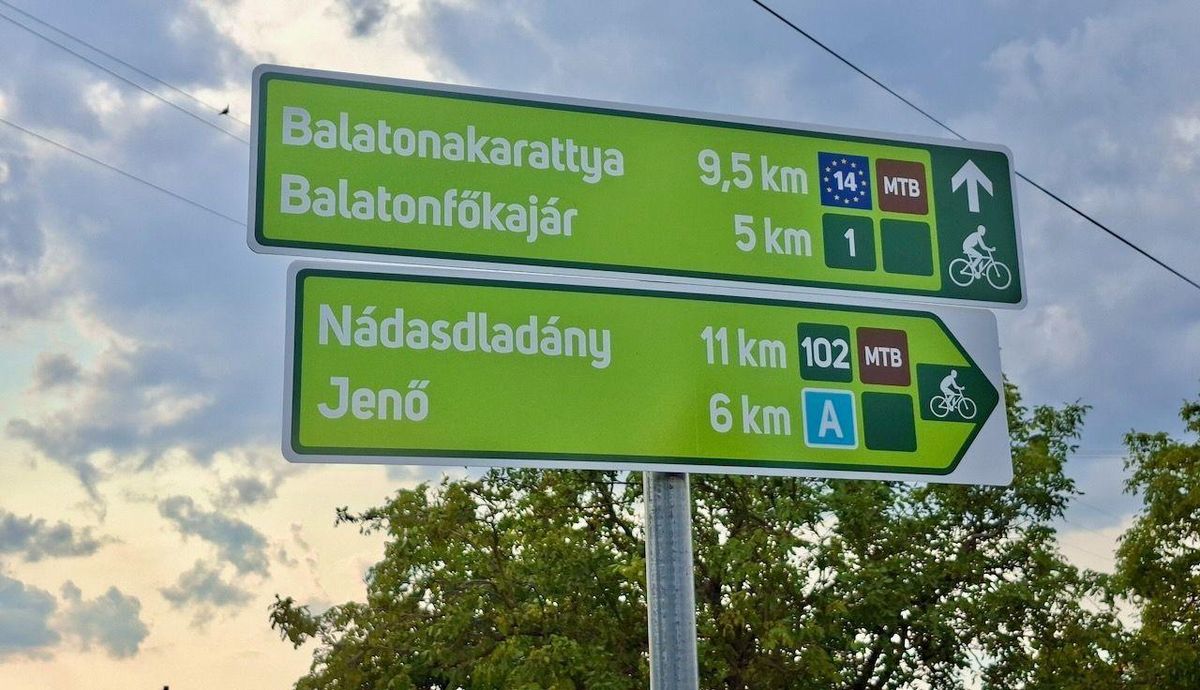 Balatonakarattya 9,5 km 14 MTB
Balatonfőkajár 5 km 1
Nádasdladány 11 km 102 MTB
Jenő 6 km A